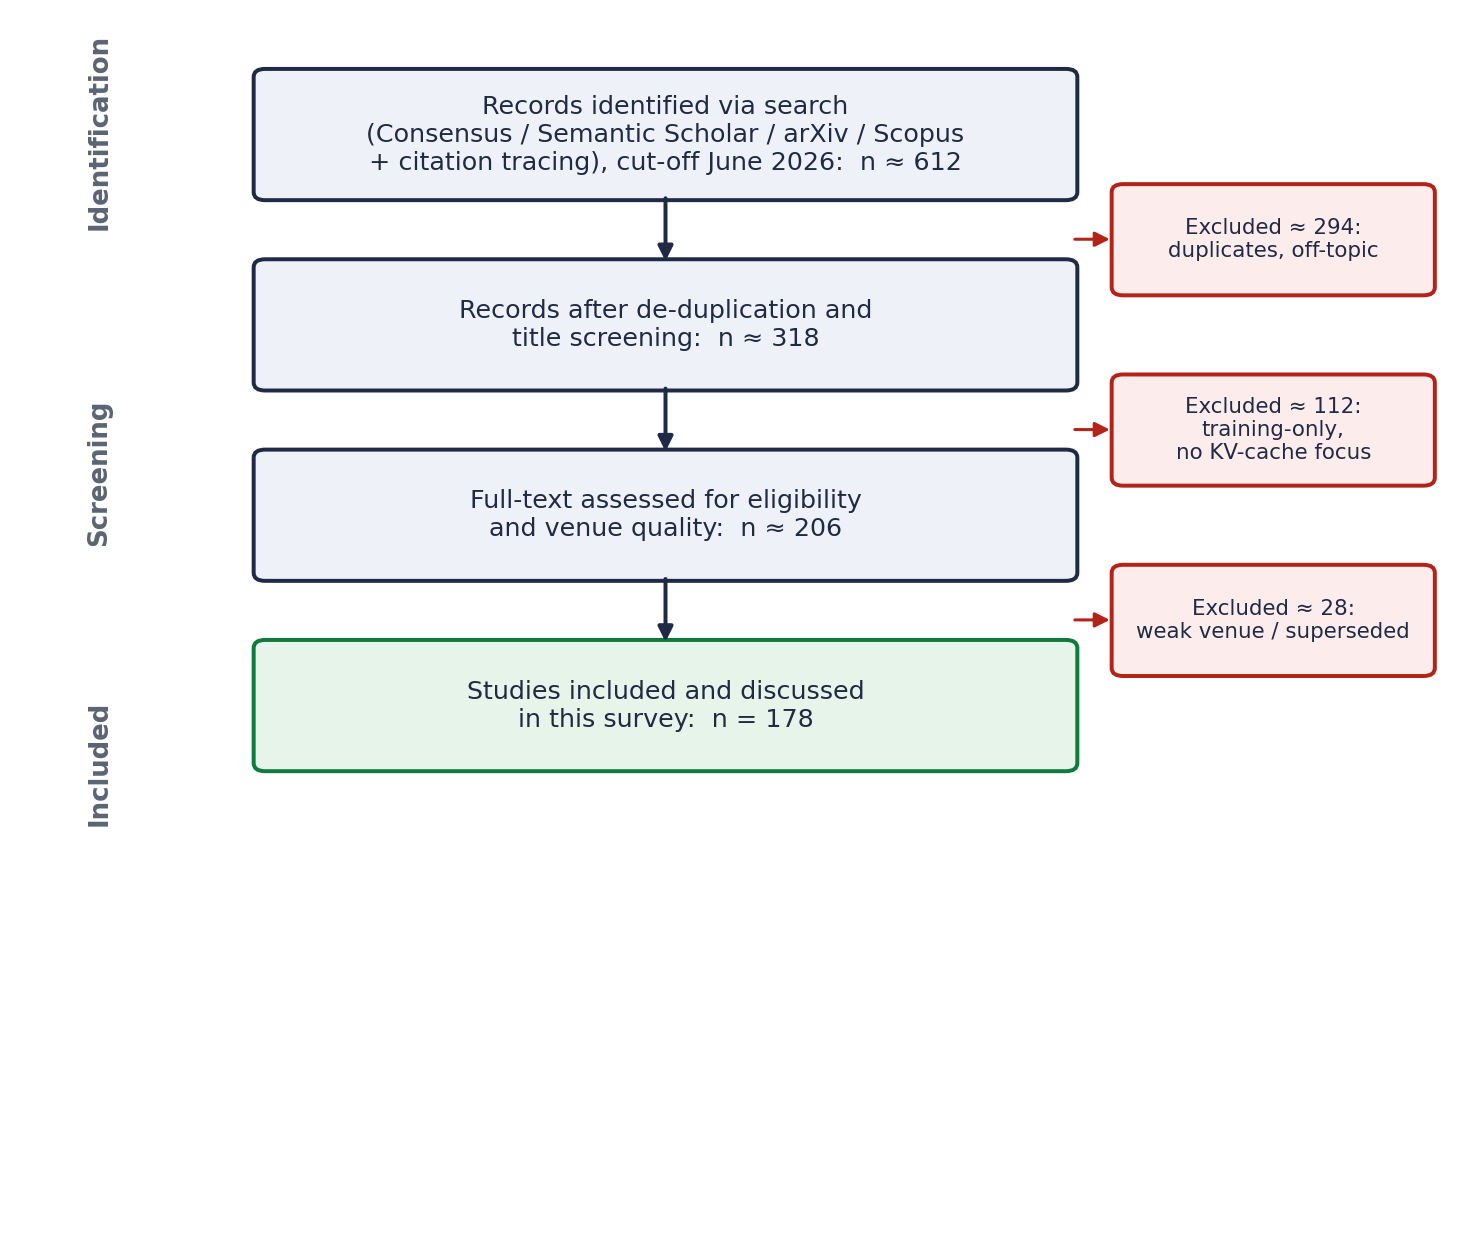 Identification
Records identified via search
(Consensus / Semantic Scholar / arXiv / Scopus
+ citation tracing), cut-off June 2026:  n ≈ 612
Excluded ≈ 294:
duplicates, off-topic
Records after de-duplication and
title screening:  n ≈ 318
Screening
Excluded ≈ 112:
training-only,
no KV-cache focus
Full-text assessed for eligibility
and venue quality:  n ≈ 206
Excluded ≈ 28:
weak venue / superseded
Included
Studies included and discussed
in this survey:  n = 178